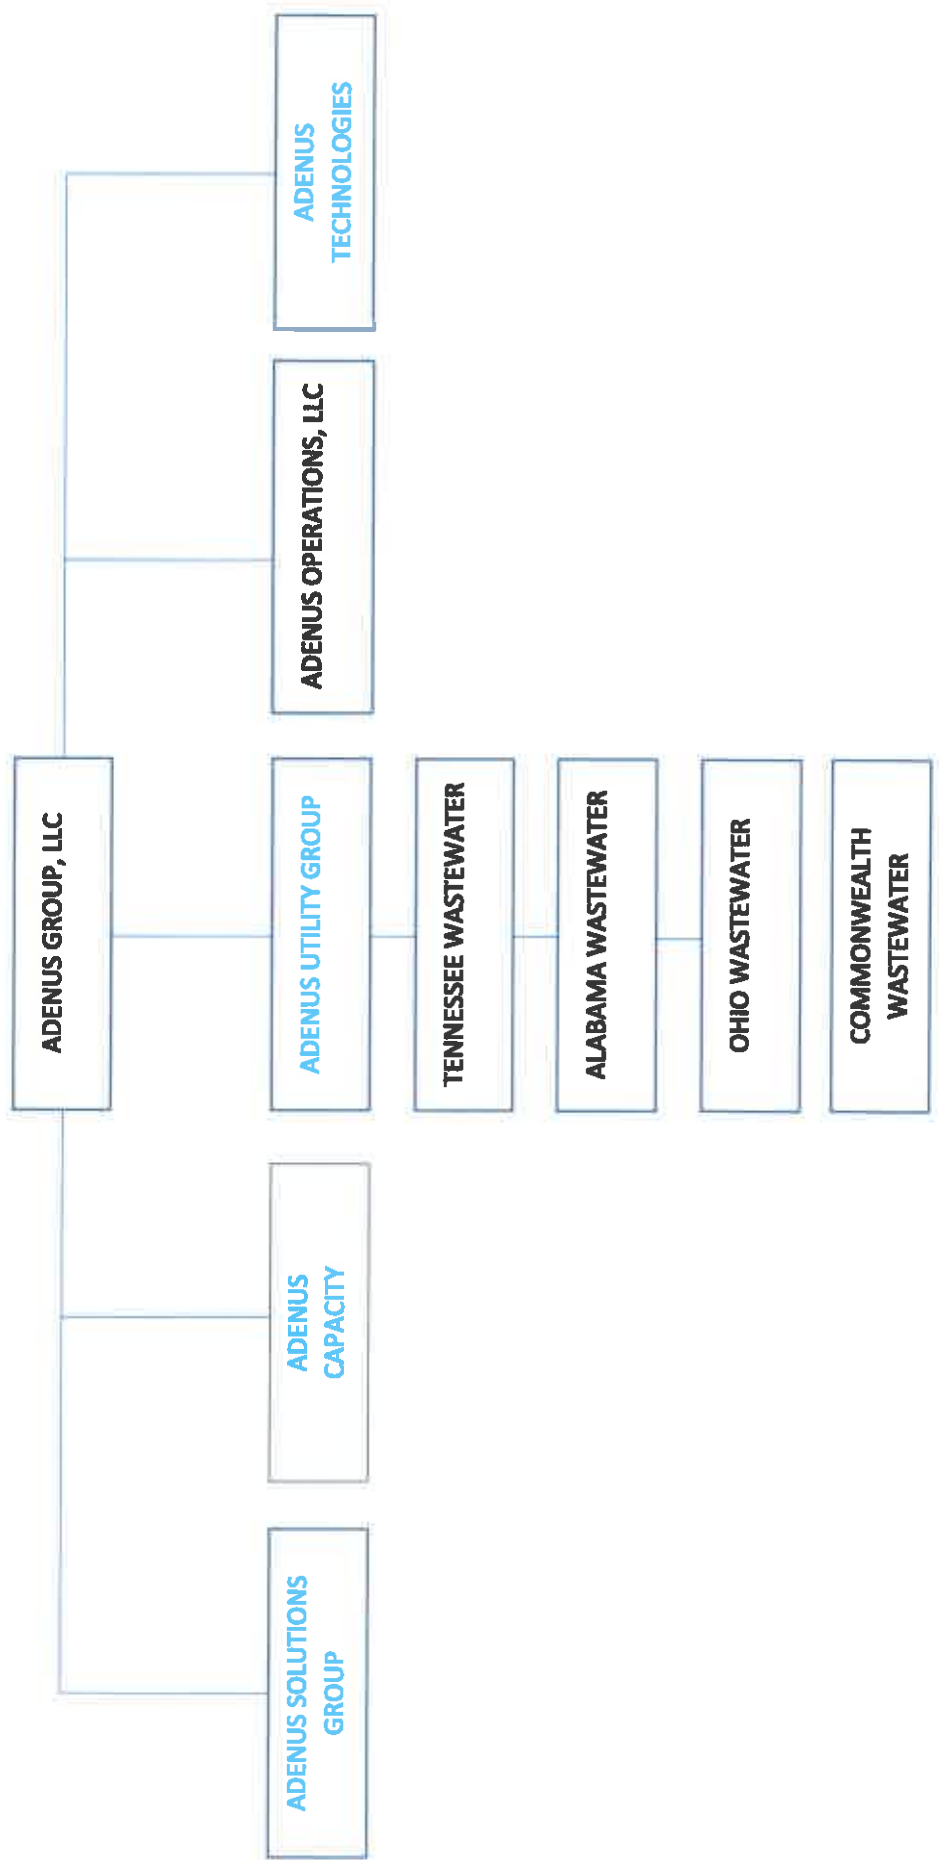 ADENUS GROUP, LLC
ADENUS SOLUTIONS
GROUP
ADENUS
CAPACITY
ADENUS UTILITY GROUP
ADENUS OPERATIONS, LLC
ADENUS
TECHNOLOGIES
TENNESSEE WASTEWATER
ALABAMA WASTEWATER
OHIO WASTEWATER
COMMONWEALTH
WASTEWATER